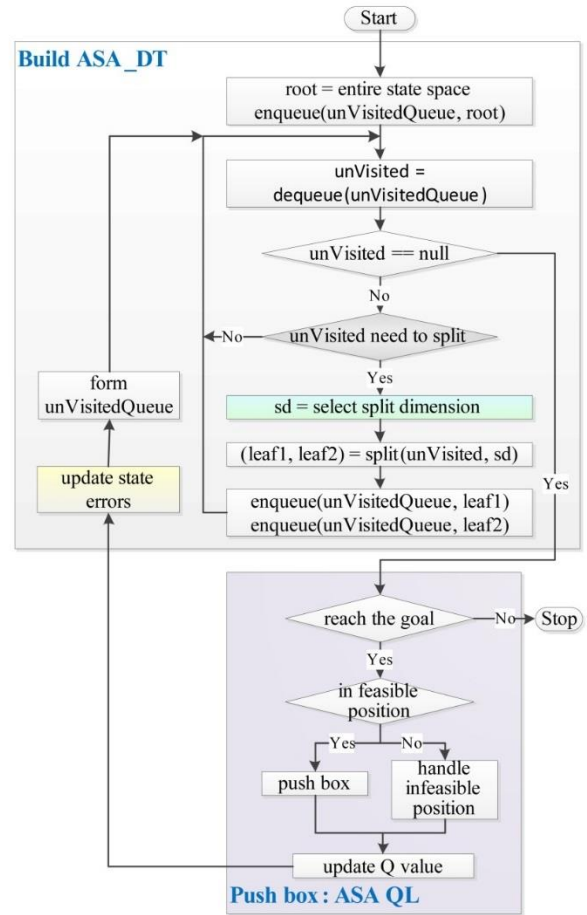 Start
Build ASA_DT
root = entire state space
enqueue(unVisitedQueue, root)
unVisited =
dequeue(unVisitedQueue)
unVisited == null
No
unVisited need to split
No
Yes
form
unVisitedQueue
sd = select split dimension
(leaf1, leaf2) = split(unVisited, sd)
update state
errors
Yes
enqueue(unVisitedQueue, leaf1)
enqueue(unVisitedQueue, leaf2)
reach the goal
No
Stop
Yes
in feasible
position
Yes
No
push box
handle
infeasible
position
update Q value
Push box : ASA QL